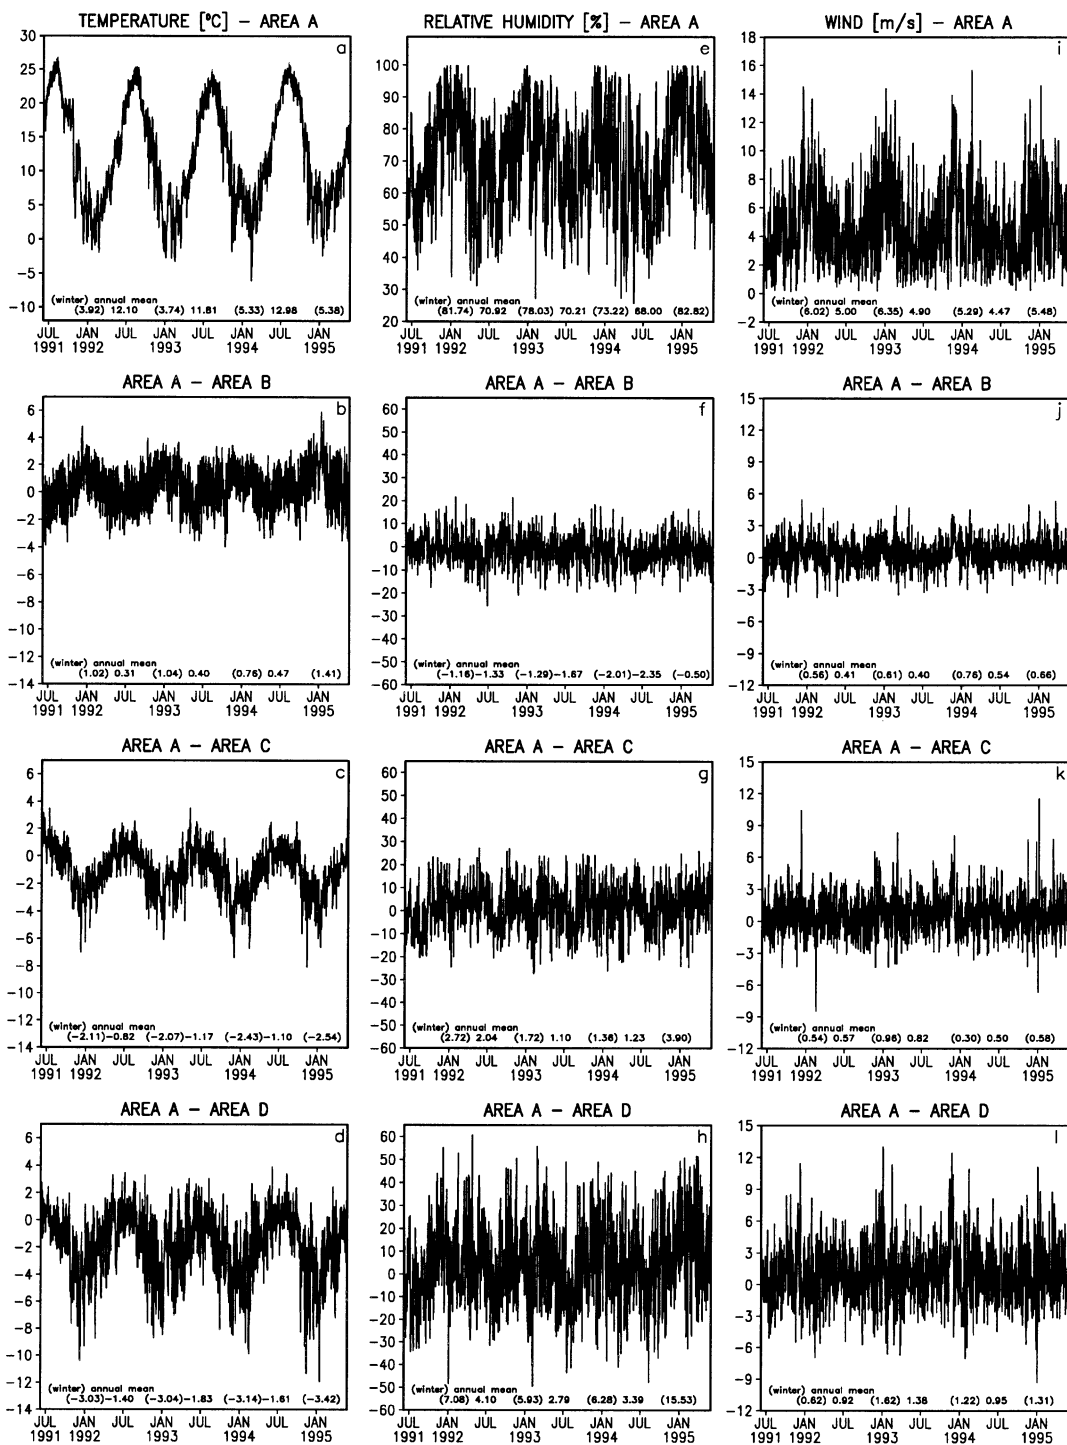 TEMPERATURE [°C] – AREA A
a
30
25
20
15
10
5
0
−5
−10
(winter) annual mean
(3.92) 12.10 (3.74) 11.81 (5.33) 12.98 (5.38)
JUL JAN JUL JAN JUL JAN JUL JAN
1991 1992 1993 1994 1995
RELATIVE HUMIDITY [%] – AREA A
e
100
90
80
70
60
50
40
30
20
(winter) annual mean
(81.74) 70.92 (78.03) 70.21 (73.22) 68.00 (82.82)
JUL JAN JUL JAN JUL JAN JUL JAN
1991 1992 1993 1994 1995
WIND [m/s] – AREA A
i
18
16
14
12
10
8
6
4
2
0
−2
(winter) annual mean
(6.02) 5.00 (6.35) 4.90 (5.29) 4.47 (5.48)
JUL JAN JUL JAN JUL JAN JUL JAN
1991 1992 1993 1994 1995
AREA A – AREA B
b
6
4
2
0
−2
−4
−6
−8
−10
−12
−14
(winter) annual mean
(1.02) 0.31 (1.04) 0.40 (0.76) 0.47 (1.41)
JUL JAN JUL JAN JUL JAN JUL JAN
1991 1992 1993 1994 1995
AREA A – AREA B
f
60
50
40
30
20
10
0
−10
−20
−30
−40
−50
−60
(winter) annual mean
(−1.16)−1.33 (−1.29)−1.67 (−2.01)−2.35 (−0.50)
JUL JAN JUL JAN JUL JAN JUL JAN
1991 1992 1993 1994 1995
AREA A – AREA B
j
15
12
9
6
3
0
−3
−6
−9
−12
(winter) annual mean
(0.56) 0.41 (0.61) 0.40 (0.76) 0.54 (0.66)
JUL JAN JUL JAN JUL JAN JUL JAN
1991 1992 1993 1994 1995
AREA A – AREA C
c
6
4
2
0
−2
−4
−6
−8
−10
−12
−14
(winter) annual mean
(−2.11)−0.82 (−2.07)−1.17 (−2.43)−1.10 (−2.54)
JUL JAN JUL JAN JUL JAN JUL JAN
1991 1992 1993 1994 1995
AREA A – AREA C
g
60
50
40
30
20
10
0
−10
−20
−30
−40
−50
−60
(winter) annual mean
(2.72) 2.04 (1.72) 1.10 (1.36) 1.23 (3.90)
JUL JAN JUL JAN JUL JAN JUL JAN
1991 1992 1993 1994 1995
AREA A – AREA C
k
15
12
9
6
3
0
−3
−6
−9
−12
(winter) annual mean
(0.54) 0.57 (0.96) 0.82 (0.30) 0.50 (0.58)
JUL JAN JUL JAN JUL JAN JUL JAN
1991 1992 1993 1994 1995
AREA A – AREA D
d
6
4
2
0
−2
−4
−6
−8
−10
−12
−14
(winter) annual mean
(−3.03)−1.40 (−3.04)−1.83 (−3.14)−1.61 (−3.42)
JUL JAN JUL JAN JUL JAN JUL JAN
1991 1992 1993 1994 1995
AREA A – AREA D
h
60
50
40
30
20
10
0
−10
−20
−30
−40
−50
−60
(winter) annual mean
(7.08) 4.10 (5.93) 2.79 (6.28) 3.39 (15.53)
JUL JAN JUL JAN JUL JAN JUL JAN
1991 1992 1993 1994 1995
AREA A – AREA D
l
15
12
9
6
3
0
−3
−6
−9
−12
(winter) annual mean
(0.62) 0.92 (1.62) 1.38 (1.22) 0.95 (1.31)
JUL JAN JUL JAN JUL JAN JUL JAN
1991 1992 1993 1994 1995